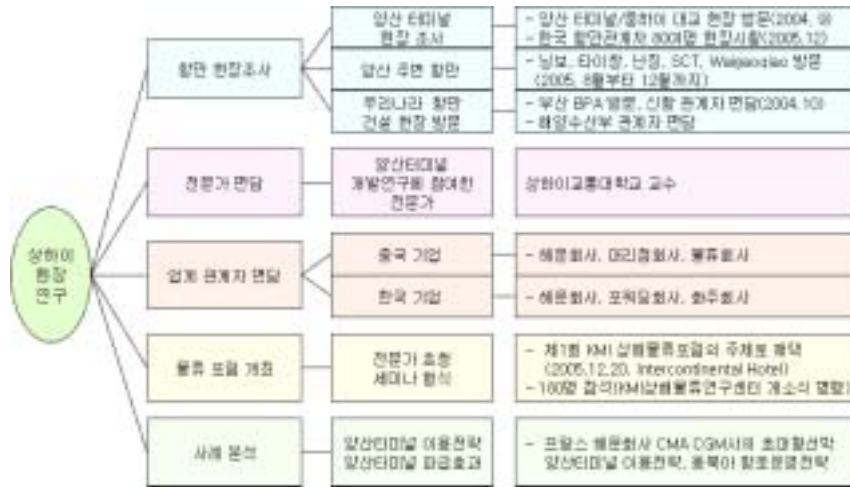 상하이
현장
연구
항만 현장조사
양산 터미널
현장 조사
- 양산 터미널/동하이 대교 현장 방문(2004. 9)
- 한국 항만관계자 800여명 현장시찰(2005.12)
양산 주변 항만
- 닝보, 타이창, 난징, SCT, Waigaoqiao 방문
(2005. 8월부터 12월까지)
우리나라 항만
건설 현장 방문
- 부산 BPA 방문, 신항 관계자 면담(2004.10)
- 해양수산부 관계자 면담
전문가 면담
양산터미널
개발연구에 참여한
전문가
상하이교통대학교 교수
업계 관계자 면담
중국 기업
- 해운회사, 대리점회사, 물류회사
한국 기업
- 해운회사, 포워딩회사, 화주회사
물류 포럼 개최
전문가 초청
세미나 형식
- 제1회 KMI 상해물류포럼의 주제로 채택
(2005.12.20, Intercontinental Hotel)
- 160명 참석(KMI상해물류연구센터 개소식 병행)
사례 분석
양산터미널 이용전략
양산터미널 파급효과
- 프랑스 해운회사 CMA CGM사의 초대형선박
양산터미널 이용전략, 동북아 항로운영전략